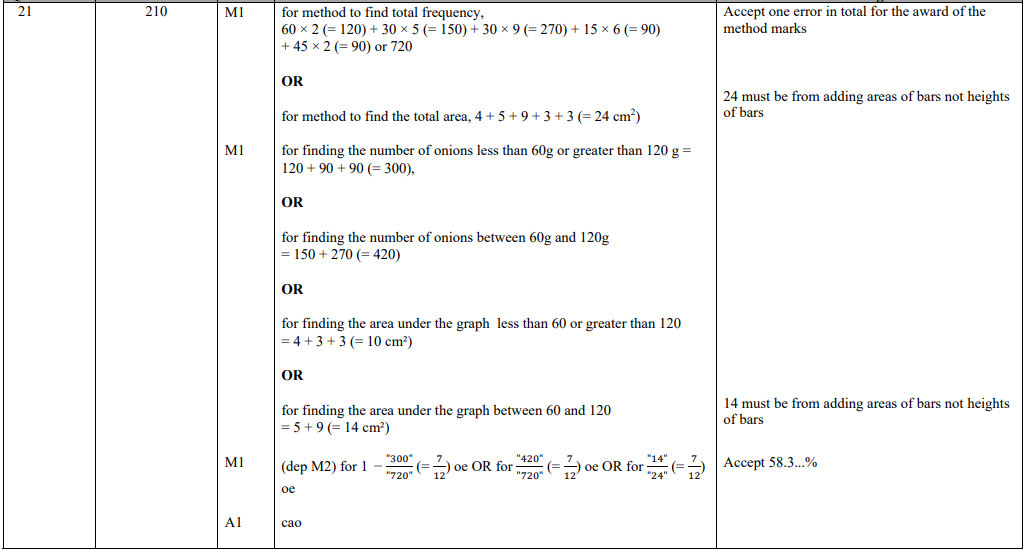 21
210
M1
for method to find total frequency,
60 × 2 (= 120) + 30 × 5 (= 150) + 30 × 9 (= 270) + 15 × 6 (= 90)
+ 45 × 2 (= 90) or 720
Accept one error in total for the award of the
method marks
OR
for method to find the total area, 4 + 5 + 9 + 3 + 3 (= 24 cm²)
24 must be from adding areas of bars not heights
of bars
M1
for finding the number of onions less than 60g or greater than 120 g =
120 + 90 + 90 (= 300),
OR
for finding the number of onions between 60g and 120g
= 150 + 270 (= 420)
OR
for finding the area under the graph less than 60 or greater than 120
= 4 + 3 + 3 (= 10 cm²)
OR
for finding the area under the graph between 60 and 120
= 5 + 9 (= 14 cm²)
14 must be from adding areas of bars not heights
of bars
M1
(dep M2) for 1 − "300"/"720" (= 7/12) oe OR for "420"/"720" (= 7/12) oe OR for "14"/"24" (= 7/12)
oe
Accept 58.3...%
A1
cao